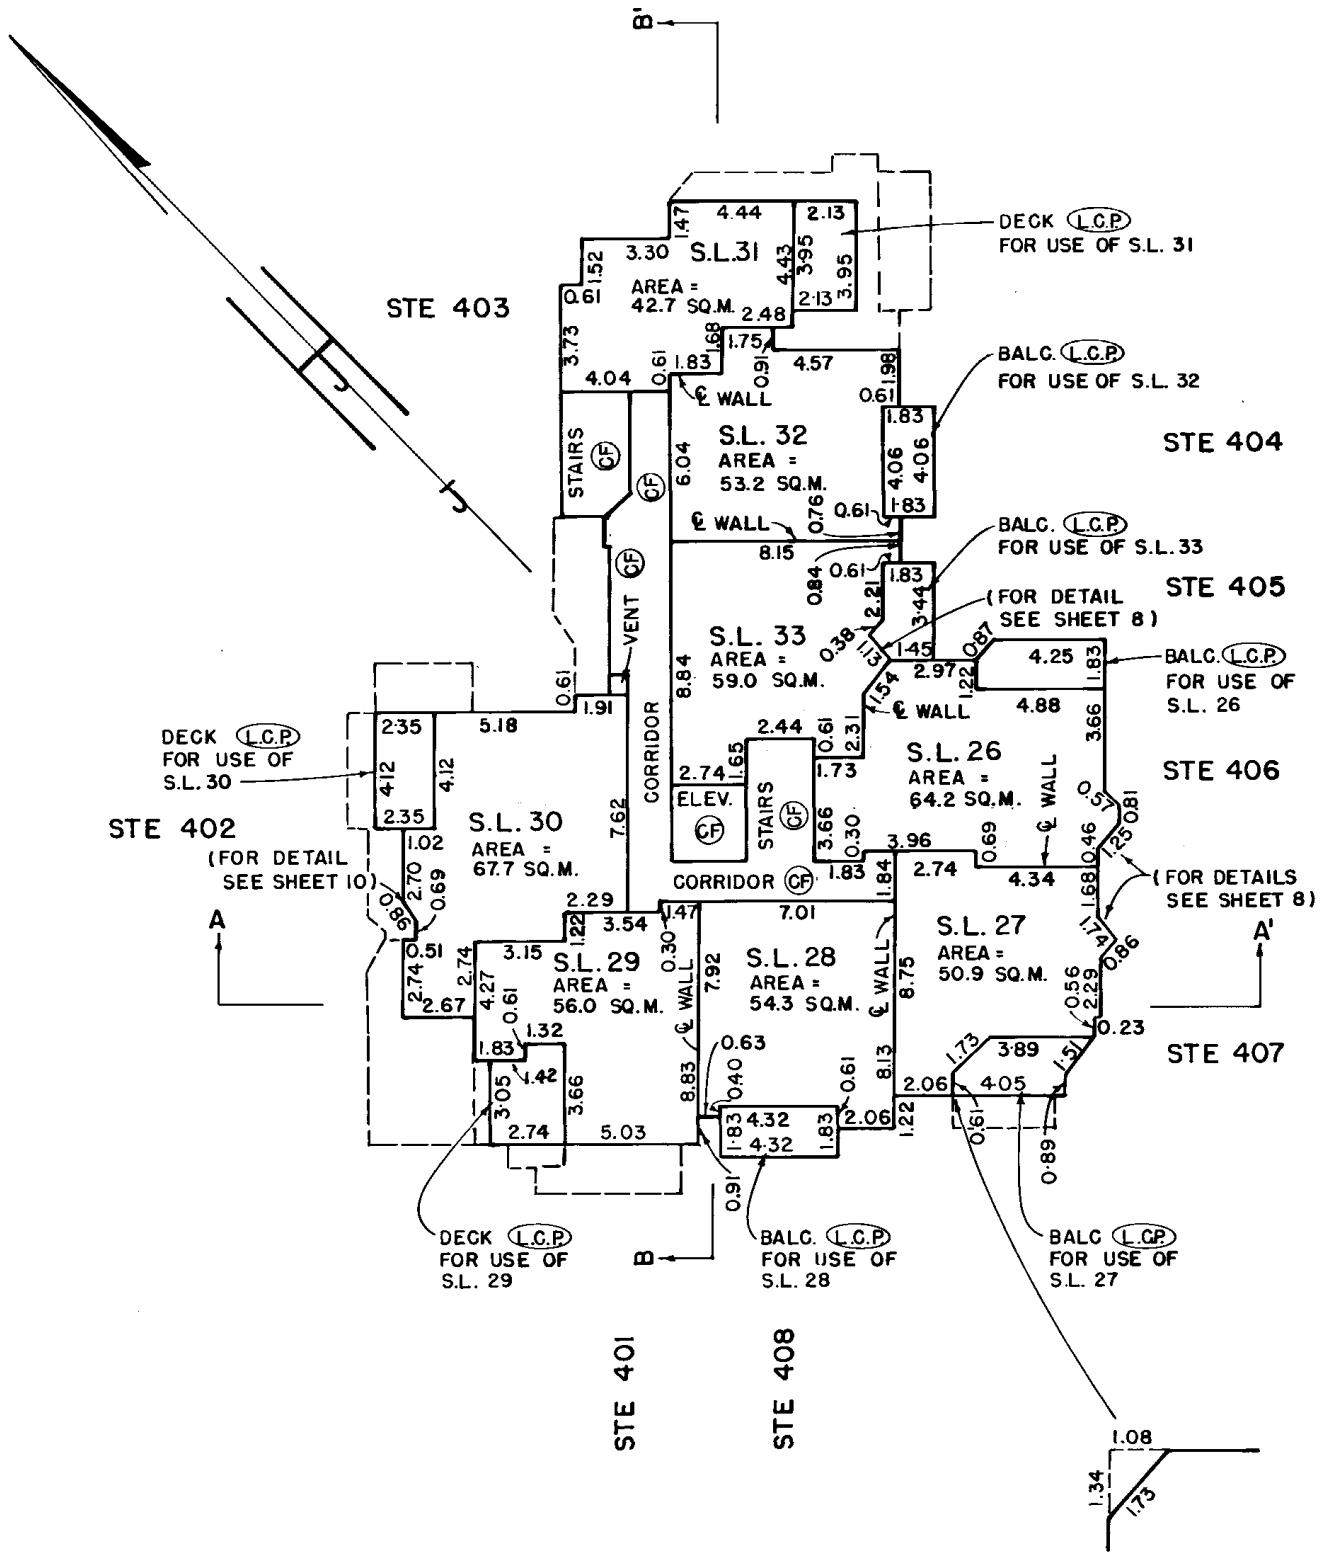 B'
4.44
2.13
DECK L.C.P.
FOR USE OF S.L. 31
1.47
3.30
S.L.31
4.43
3.95
3.95
1.52
0.61
AREA =
42.7 SQ.M.
2.13
STE 403
2.48
3.73
1.68
1.75
0.91
4.57
1.98
BALC. L.C.P.
FOR USE OF S.L. 32
4.04
0.61
1.83
℄ WALL
0.61
1.83
STAIRS
CF
CF
6.04
S.L. 32
AREA =
53.2 SQ.M.
4.06
4.06
STE 404
0.76
0.61
1.83
℄ WALL
8.15
BALC. L.C.P.
FOR USE OF S.L. 33
VENT CF
0.84
0.61
1.83
2.21
3.44
STE 405
(FOR DETAIL
SEE SHEET 8)
S.L. 33
AREA =
59.0 SQ.M.
8.84
0.38
1.13
1.45
2.97
0.87
4.25
1.83
1.22
4.88
BALC. L.C.P.
FOR USE OF
S.L. 26
1.54
℄ WALL
3.66
0.61
1.91
2.35
5.18
DECK L.C.P.
FOR USE OF
S.L. 30
4.12
4.12
2.35
CORRIDOR
2.44
0.61
2.31
1.65
2.74
1.73
S.L. 26
AREA =
64.2 SQ.M.
℄ WALL
STE 406
0.57
0.81
ELEV.
CF
STAIRS
CF
3.66
0.30
STE 402
S.L. 30
AREA =
67.7 SQ.M.
7.62
1.02
(FOR DETAIL
SEE SHEET 10)
2.70
0.69
0.86
3.96
0.69
0.46
1.25
1.83
2.74
4.34
CORRIDOR CF
1.84
1.68
(FOR DETAILS
SEE SHEET 8)
A
2.29
3.54
1.47
7.01
1.22
0.30
1.74
0.86
A'
0.51
2.74
3.15
2.74
4.27
0.61
2.67
S.L. 29
AREA =
56.0 SQ.M.
℄ WALL
7.92
S.L. 28
AREA =
54.3 SQ.M.
℄ WALL
8.75
S.L. 27
AREA =
50.9 SQ.M.
0.56
2.29
0.23
1.83
1.32
1.42
3.05
3.66
2.74
5.03
8.83
0.63
0.40
0.61
8.13
1.73
3.89
1.51
STE 407
2.06
4.05
1.83
4.32
4.32
1.83
2.06
1.22
0.61
0.89
0.91
DECK L.C.P.
FOR USE OF
S.L. 29
B
BALC. L.C.P.
FOR USE OF
S.L. 28
BALC L.C.P.
FOR USE OF
S.L. 27
STE 401
STE 408
1.08
1.34
1.73